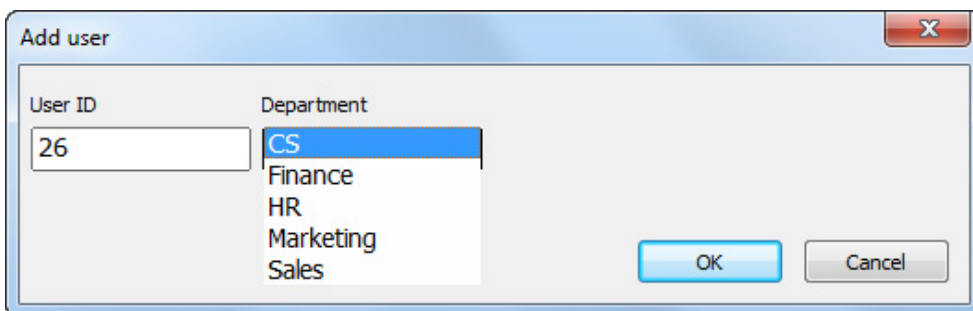 Add user
User ID
Department
26
CS
Finance
HR
Marketing
Sales
OK
Cancel